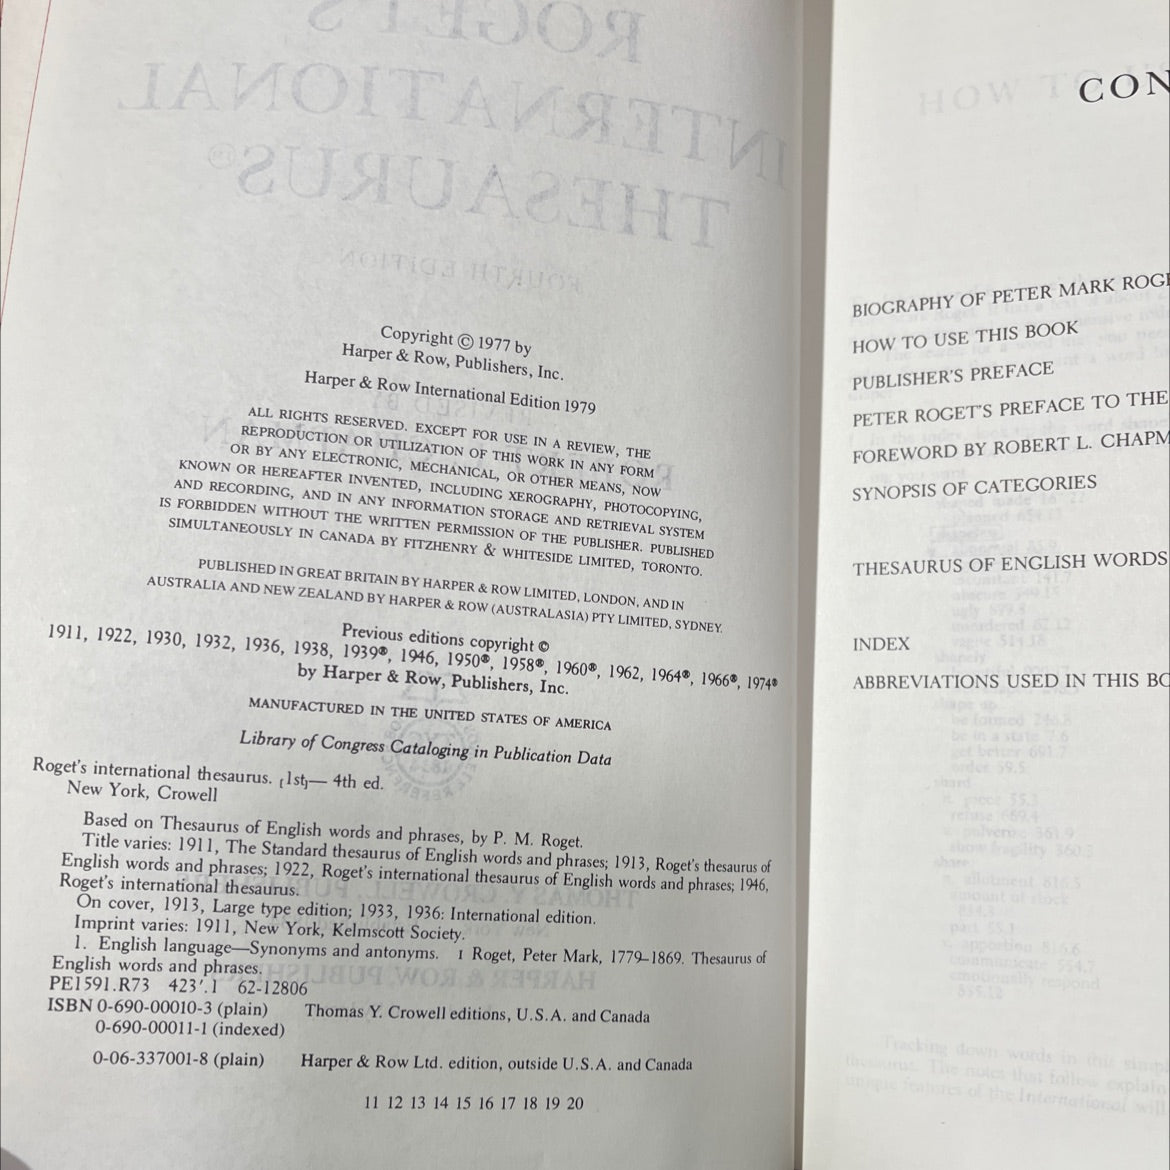 Copyright © 1977 by
Harper & Row, Publishers, Inc.
Harper & Row International Edition 1979
ALL RIGHTS RESERVED. EXCEPT FOR USE IN A REVIEW, THE
REPRODUCTION OR UTILIZATION OF THIS WORK IN ANY FORM
OR BY ANY ELECTRONIC, MECHANICAL, OR OTHER MEANS, NOW
KNOWN OR HEREAFTER INVENTED, INCLUDING XEROGRAPHY, PHOTOCOPYING,
AND RECORDING, AND IN ANY INFORMATION STORAGE AND RETRIEVAL SYSTEM
IS FORBIDDEN WITHOUT THE WRITTEN PERMISSION OF THE PUBLISHER. PUBLISHED
SIMULTANEOUSLY IN CANADA BY FITZHENRY & WHITESIDE LIMITED, TORONTO.
PUBLISHED IN GREAT BRITAIN BY HARPER & ROW LIMITED, LONDON, AND IN
AUSTRALIA AND NEW ZEALAND BY HARPER & ROW (AUSTRALASIA) PTY LIMITED, SYDNEY.
Previous editions copyright ©
1911, 1922, 1930, 1932, 1936, 1938, 1939®, 1946, 1950®, 1958®, 1960®, 1962, 1964®, 1966®, 1974®
by Harper & Row, Publishers, Inc.
MANUFACTURED IN THE UNITED STATES OF AMERICA
Library of Congress Cataloging in Publication Data
Roget's international thesaurus. [1st]— 4th ed.
New York, Crowell
Based on Thesaurus of English words and phrases, by P. M. Roget.
Title varies: 1911, The Standard thesaurus of English words and phrases; 1913, Roget's thesaurus of
English words and phrases; 1922, Roget's international thesaurus of English words and phrases; 1946,
Roget's international thesaurus.
On cover, 1913, Large type edition; 1933, 1936: International edition.
Imprint varies: 1911, New York, Kelmscott Society.
1. English language—Synonyms and antonyms. I Roget, Peter Mark, 1779–1869. Thesaurus of
English words and phrases.
PE1591.R73 423'.1 62-12806
ISBN 0-690-00010-3 (plain) Thomas Y. Crowell editions, U.S.A. and Canada
0-690-00011-1 (indexed)
0-06-337001-8 (plain) Harper & Row Ltd. edition, outside U.S.A. and Canada
11 12 13 14 15 16 17 18 19 20
CON
BIOGRAPHY OF PETER MARK ROGE
HOW TO USE THIS BOOK
PUBLISHER'S PREFACE
PETER ROGET'S PREFACE TO THE
FOREWORD BY ROBERT L. CHAPM
SYNOPSIS OF CATEGORIES
THESAURUS OF ENGLISH WORDS
INDEX
ABBREVIATIONS USED IN THIS BO